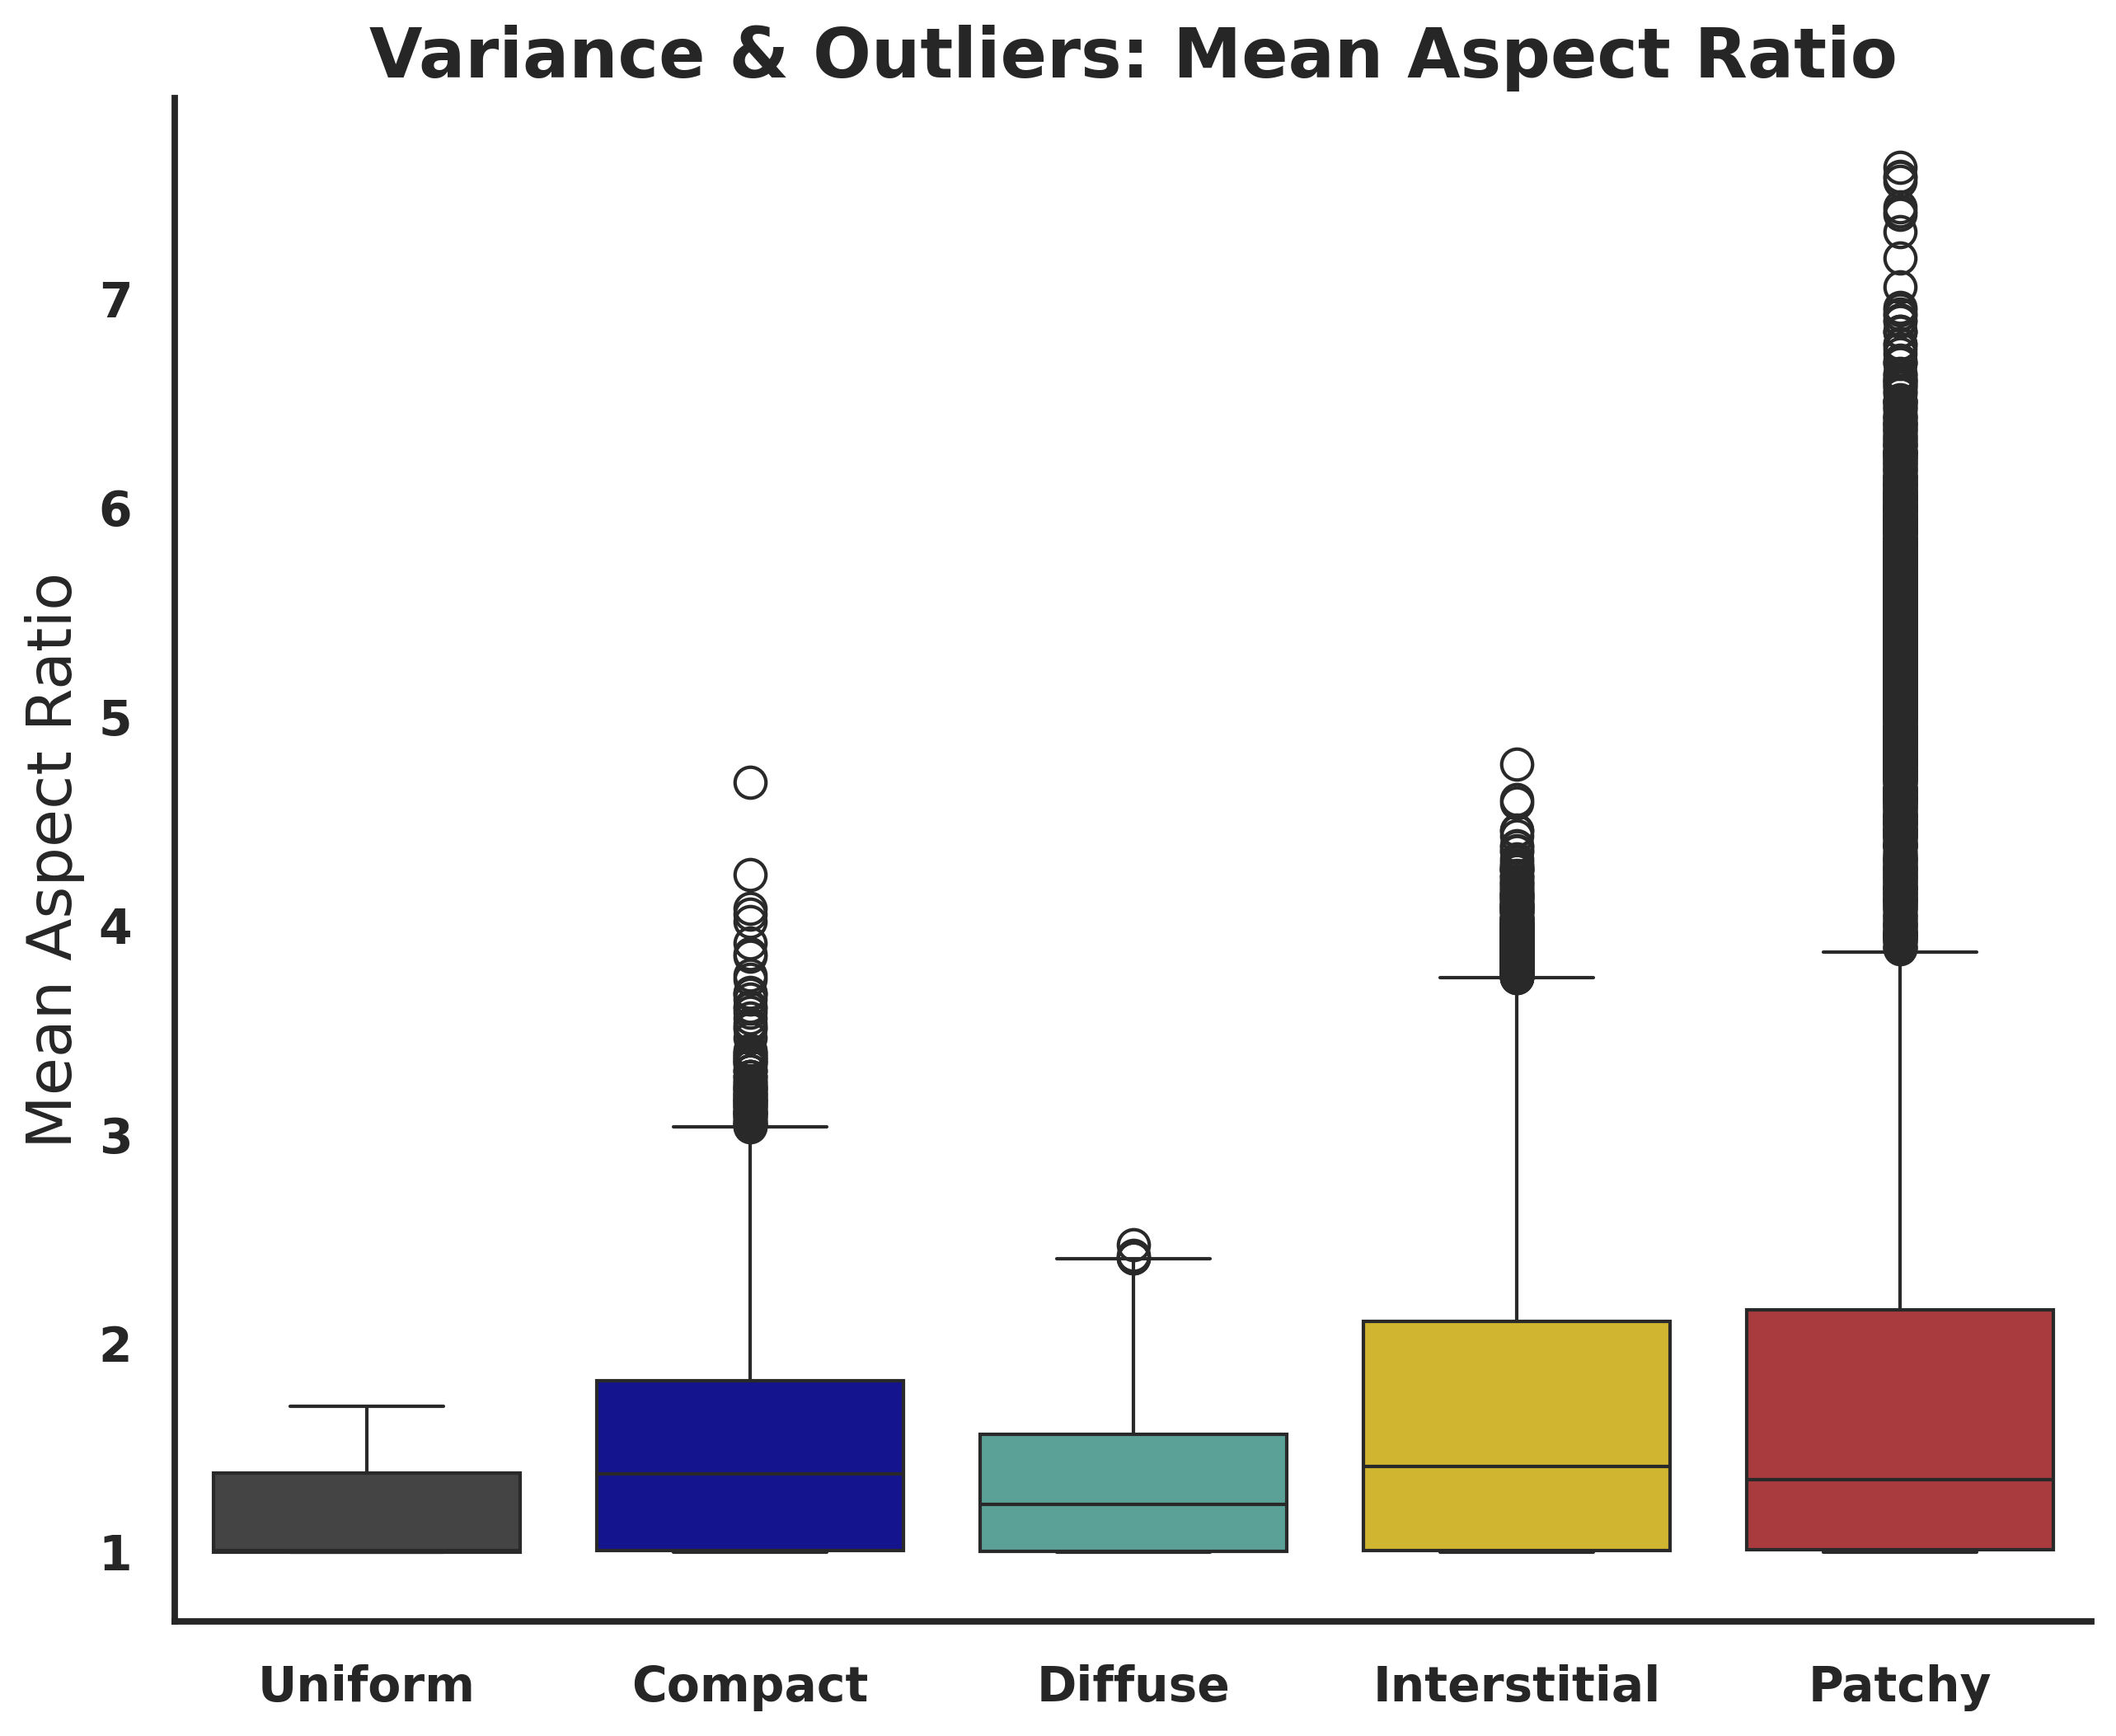 Variance & Outliers: Mean Aspect Ratio
Mean Aspect Ratio
7
6
5
4
3
2
1
Uniform
Compact
Diffuse
Interstitial
Patchy